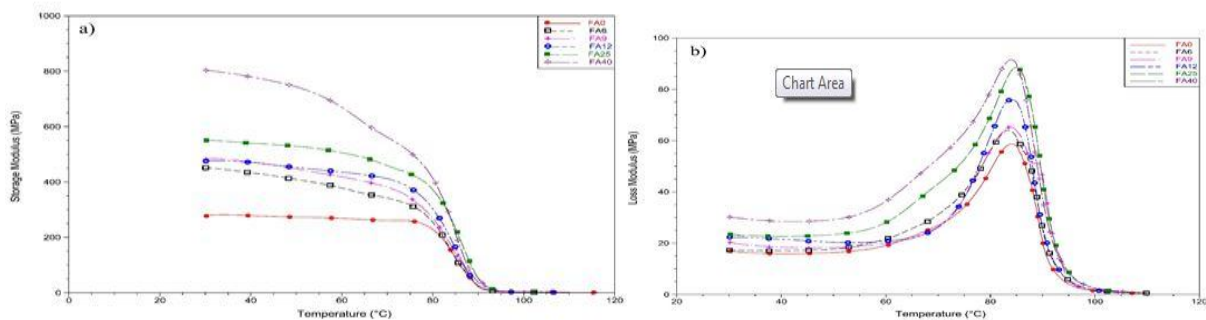 a)
FA0
FA6
FA9
FA12
FA25
FA40
1000
800
600
400
200
0
Storage Modulus (MPa)
0 20 40 60 80 100 120
Temperature (°C)
b)
Chart Area
FA0
FA6
FA9
FA12
FA25
FA40
100
80
60
40
20
0
Loss Modulus (MPa)
20 40 60 80 100 120
Temperature (°C)